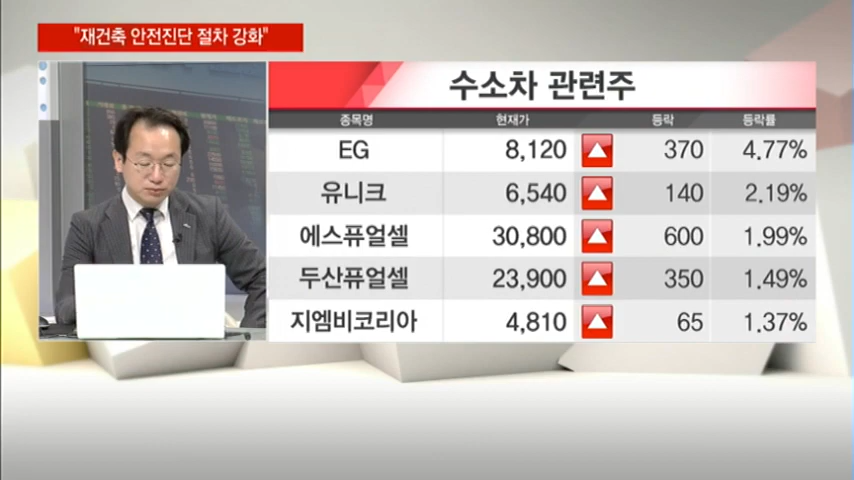 "재건축 안전진단 절차 강화"
수소차 관련주
종목명 현재가 등락 등락률
EG 8,120 370 4.77%
유니크 6,540 140 2.19%
에스퓨얼셀 30,800 600 1.99%
두산퓨얼셀 23,900 350 1.49%
지엠비코리아 4,810 65 1.37%